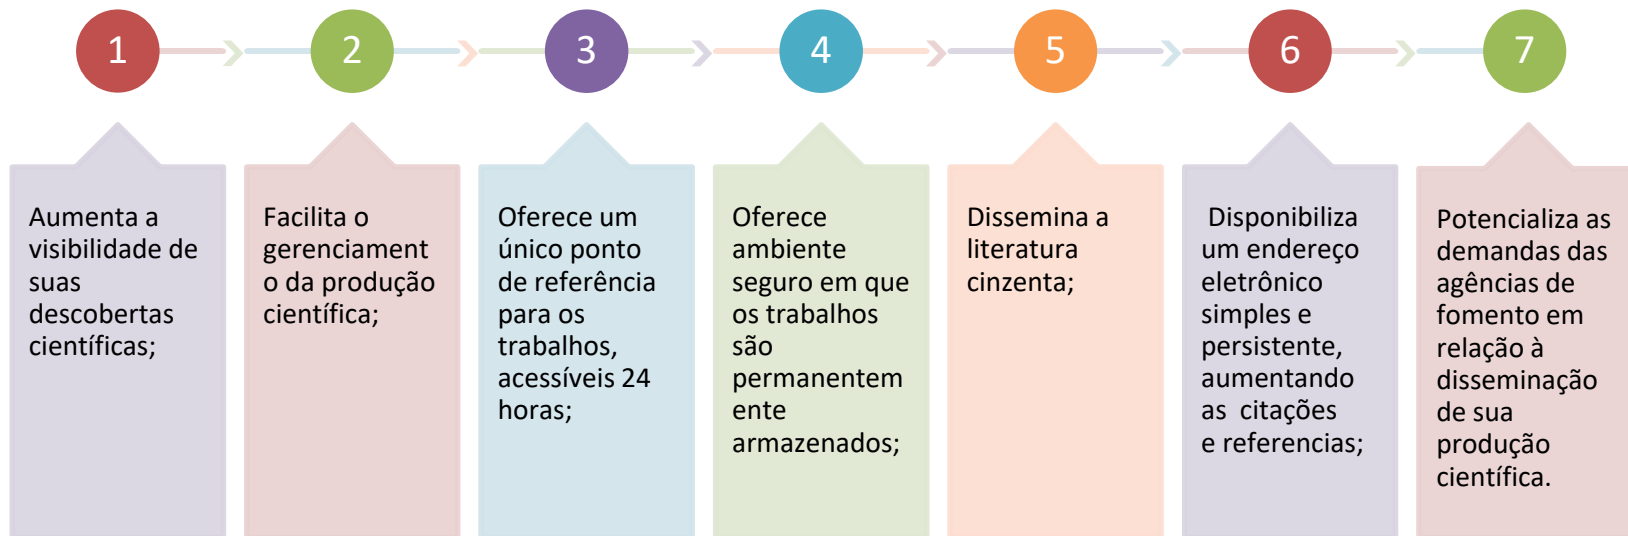 1
Aumenta a
visibilidade de
suas
descobertas
científicas;
2
Facilita o
gerenciament
o da produção
científica;
3
Oferece um
único ponto
de referência
para os
trabalhos,
acessíveis 24
horas;
4
Oferece
ambiente
seguro em que
os trabalhos
são
permanentem
ente
armazenados;
5
Dissemina a
literatura
cinzenta;
6
Disponibiliza
um endereço
eletrônico
simples e
persistente,
aumentando
as citações
e referencias;
7
Potencializa as
demandas das
agências de
fomento em
relação à
disseminação
de sua
produção
científica.